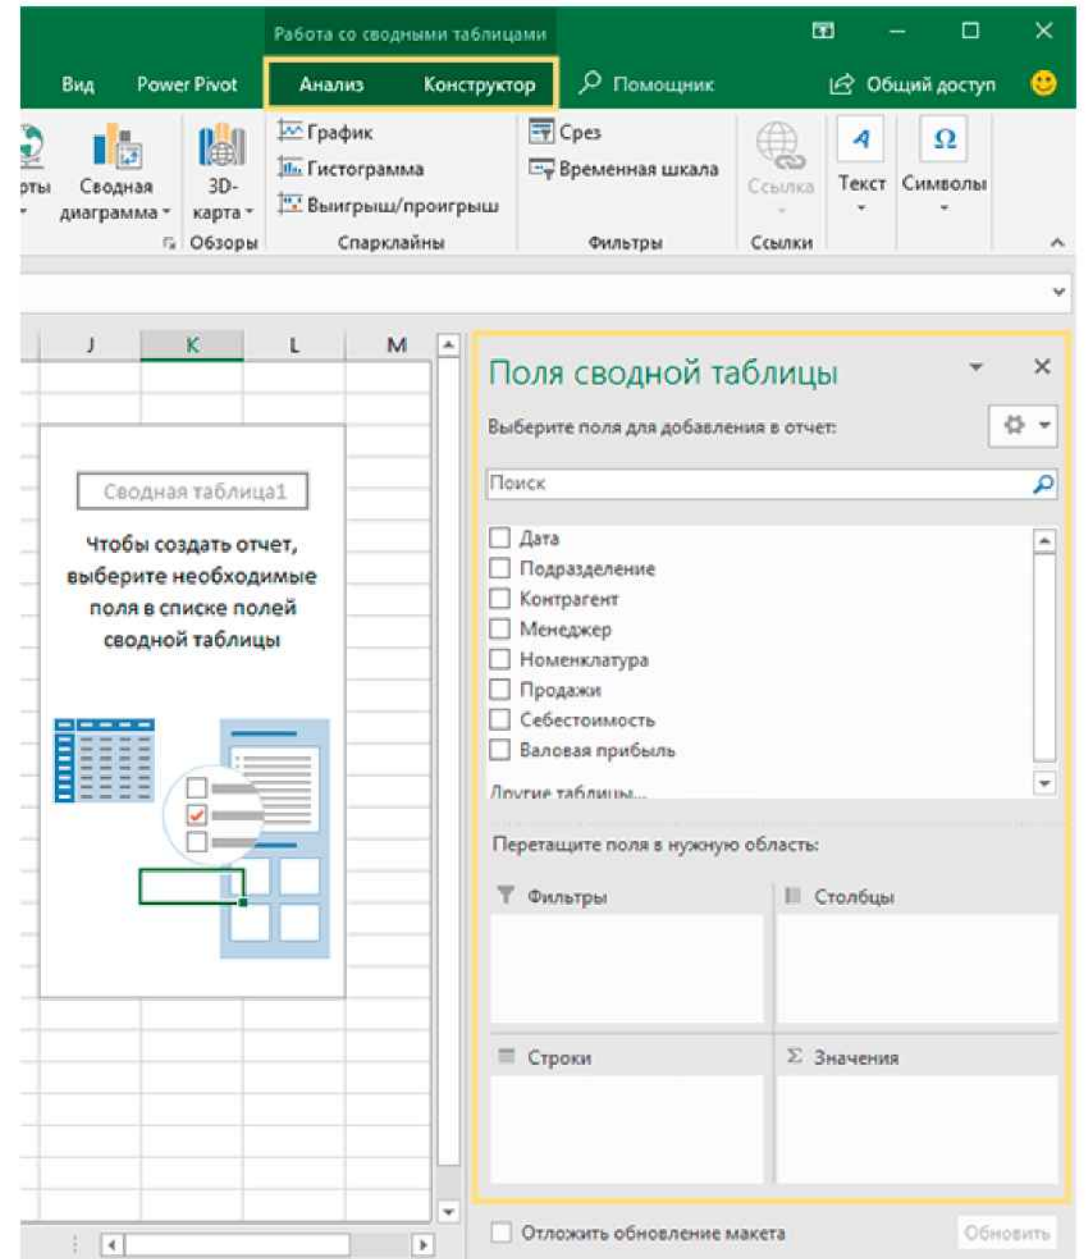 Работа со сводными таблицами
Вид Power Pivot Анализ Конструктор Помощник Общий доступ
График
Гистограмма
Выигрыш/проигрыш
Спарклайны
Сводная
диаграмма
3D-
карта
Обзоры
Срез
Временная шкала
Фильтры
Ссылка
Ссылки
Текст
Символы
J K L M
Сводная таблица1
Чтобы создать отчет,
выберите необходимые
поля в списке полей
сводной таблицы
Поля сводной таблицы
Выберите поля для добавления в отчет:
Поиск
Дата
Подразделение
Контрагент
Менеджер
Номенклатура
Продажи
Себестоимость
Валовая прибыль
Другие таблицы...
Перетащите поля в нужную область:
Фильтры
Столбцы
Строки
Σ Значения
Отложить обновление макета
Обновить